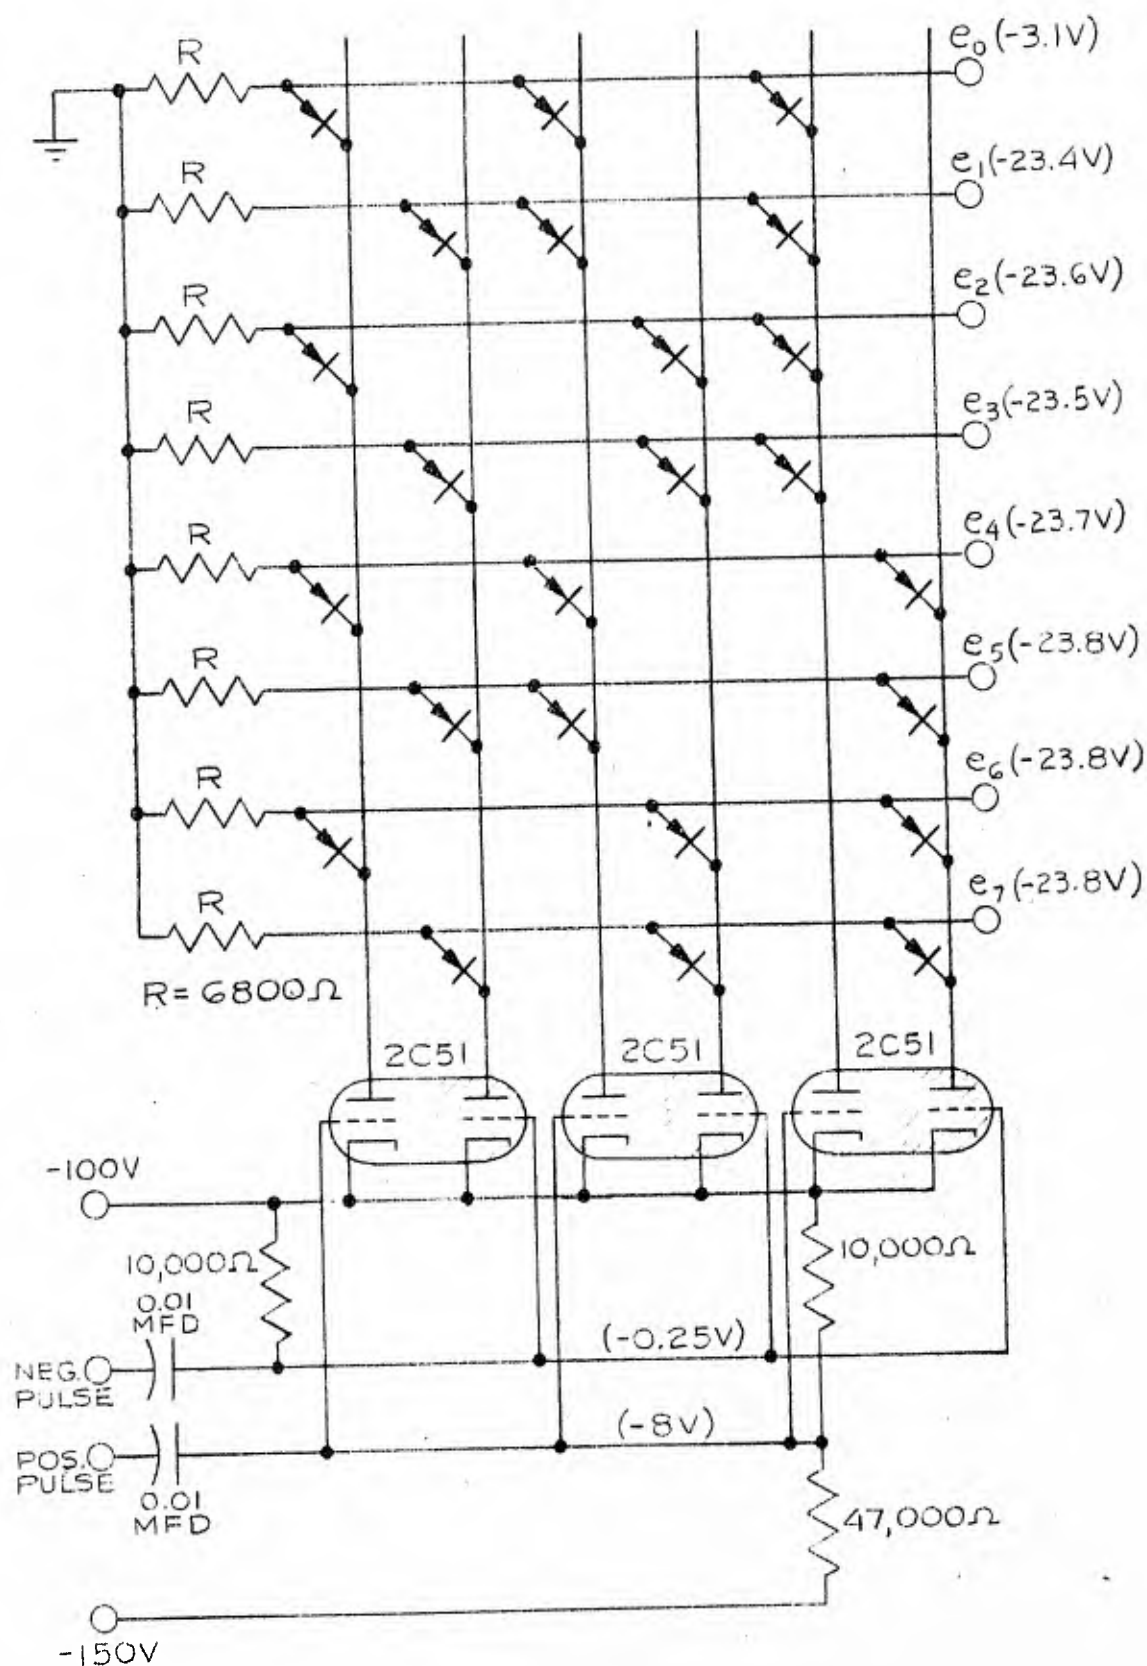 R
e₀(-3.1V)
R
e₁(-23.4V)
R
e₂(-23.6V)
R
e₃(-23.5V)
R
e₄(-23.7V)
R
e₅(-23.8V)
R
e₆(-23.8V)
R
e₇(-23.8V)
R=6800Ω
2C51
2C51
2C51
-100V
10,000Ω
10,000Ω
0.01
MFD
(-0.25V)
NEG.
PULSE
(-8V)
POS.
PULSE
0.01
MFD
47,000Ω
-150V